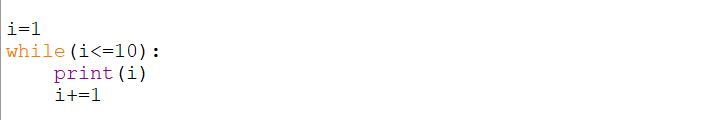 i=1
while(i<=10):
    print(i)
    i+=1